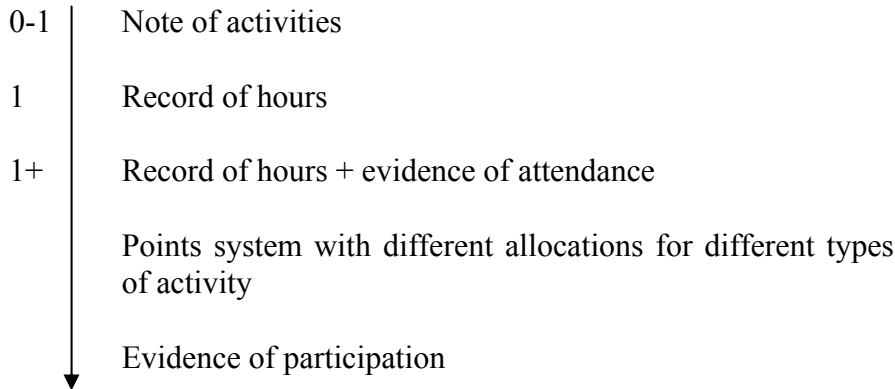 0-1 Note of activities
1 Record of hours
1+ Record of hours + evidence of attendance
Points system with different allocations for different types
of activity
Evidence of participation